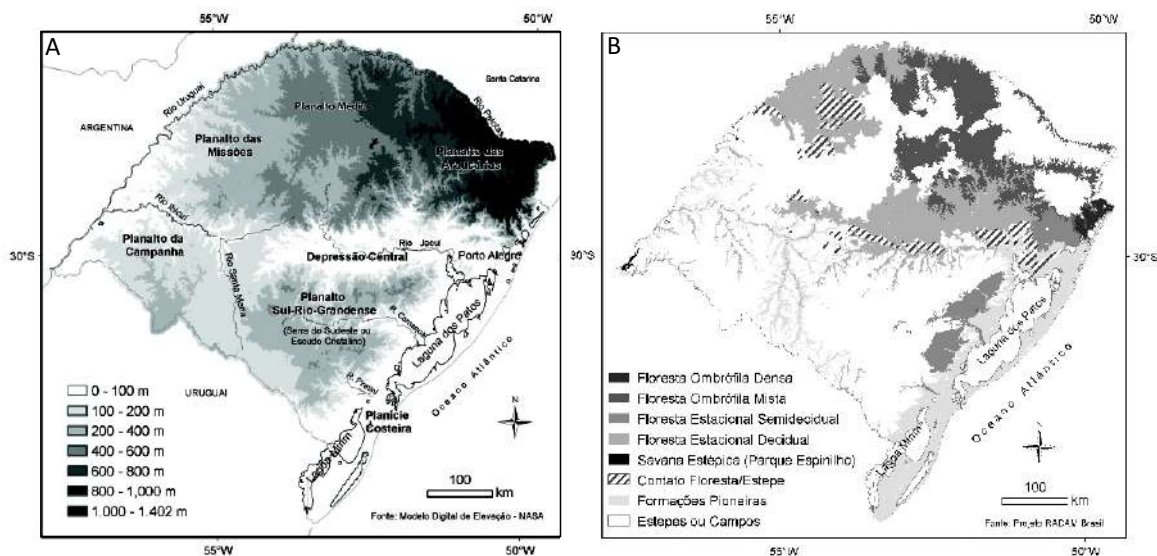 A
55°W
50°W
30°S
ARGENTINA
Rio Uruguai
Santa Catarina
Rio Pelotas
Planalto Médio
Planalto das
Missões
Planalto das
Araucárias
Rio Ibicuí
Planalto da
Campanha
Rio Santa Maria
Rio Jacuí
Depressão Central
Porto Alegre
Planalto
Sul-Rio-Grandense
(Serra do Sudeste ou
Escudo Cristalino)
R. Camaquã
Laguna dos Patos
Oceano Atlântico
URUGUAI
Planície
Costeira
Lagoa Mirim
N
0 - 100 m
100 - 200 m
200 - 400 m
400 - 600 m
600 - 800 m
800 - 1,000 m
1.000 - 1.402 m
100
km
Fonte: Modelo Digital de Elevação - NASA
55°W
50°W
B
55°W
50°W
30°S
Laguna dos Patos
Oceano Atlântico
Lagoa Mirim
Floresta Ombrófila Densa
Floresta Ombrófila Mista
Floresta Estacional Semidecidual
Floresta Estacional Decidual
Savana Estépica (Parque Espinilho)
Contato Floresta/Estepe
Formações Pioneiras
Estepes ou Campos
N
100
km
Fonte: Projeto RADAM Brasil
55°W
50°W